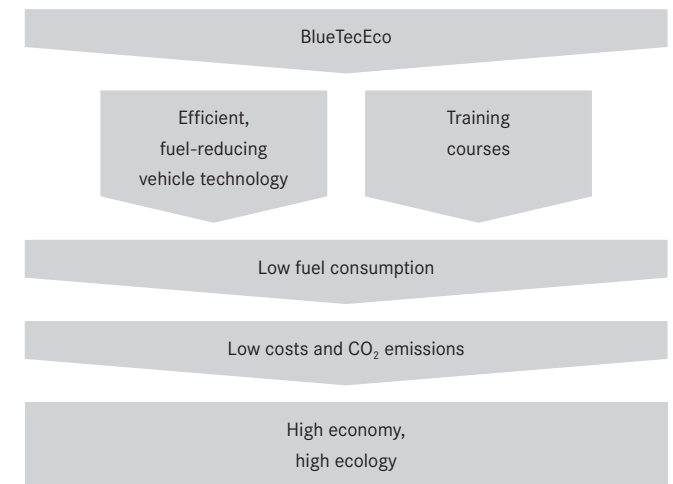 BlueTecEco
Efficient,
fuel-reducing
vehicle technology
Training
courses
Low fuel consumption
Low costs and CO₂ emissions
High economy,
high ecology